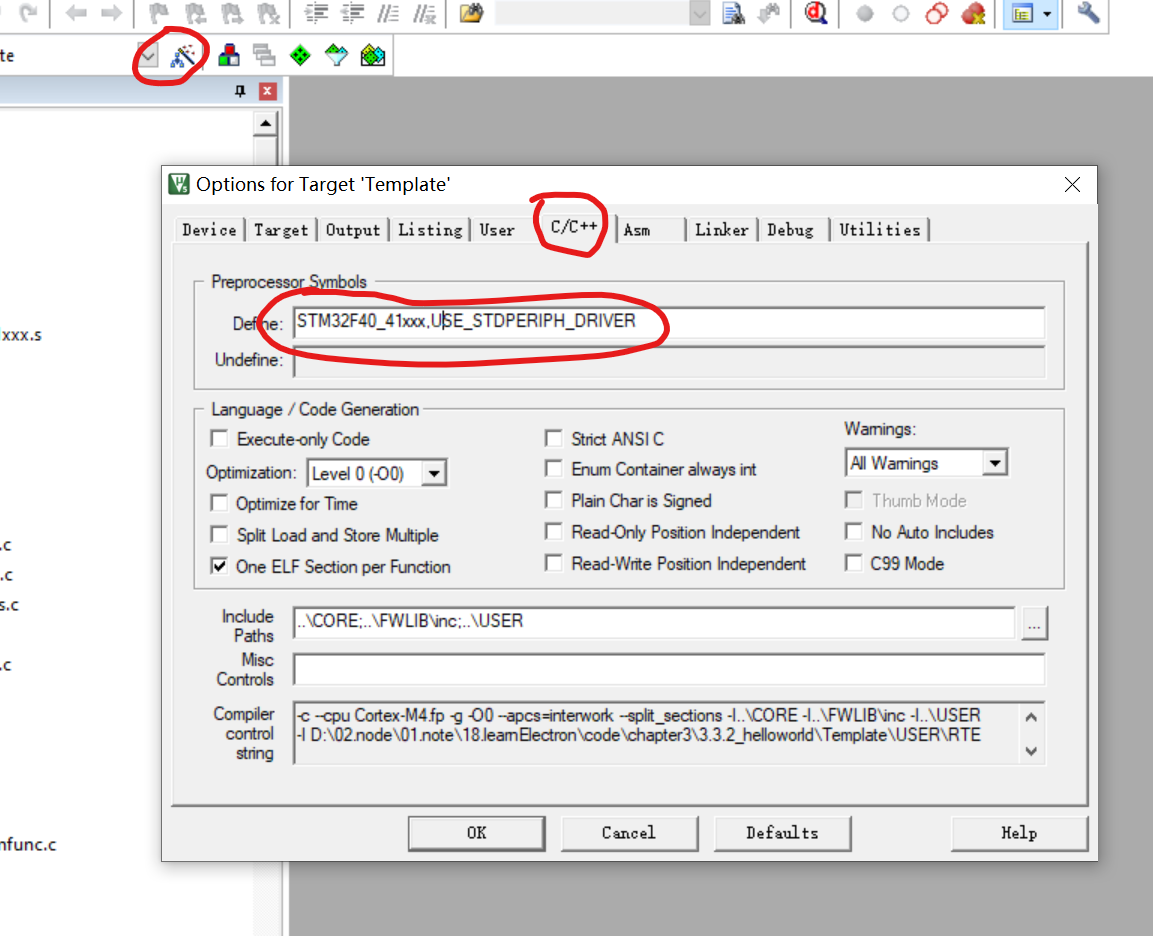 te
Options for Target 'Template'
Device Target Output Listing User C/C++ Asm Linker Debug Utilities
Preprocessor Symbols
Define: STM32F40_41xxx,USE_STDPERIPH_DRIVER
Undefine:
xxx.s
Language / Code Generation
Execute-only Code
Strict ANSI C
Warnings:
Optimization: Level 0 (-O0)
Enum Container always int
All Warnings
Optimize for Time
Plain Char is Signed
Thumb Mode
Split Load and Store Multiple
Read-Only Position Independent
No Auto Includes
One ELF Section per Function
Read-Write Position Independent
C99 Mode
.c
.c
s.c
.c
Include Paths ..\CORE;..\FWLIB\inc;..\USER
...
Misc Controls
Compiler control string
-c --cpu Cortex-M4.fp -g -O0 --apcs=interwork --split_sections -I..\CORE -I..\FWLIB\inc -I..\USER
-I D:\02.node\01.note\18.learnElectron\code\chapter3\3.3.2_helloworld\Template\USER\RTE
OK Cancel Defaults Help
nfunc.c